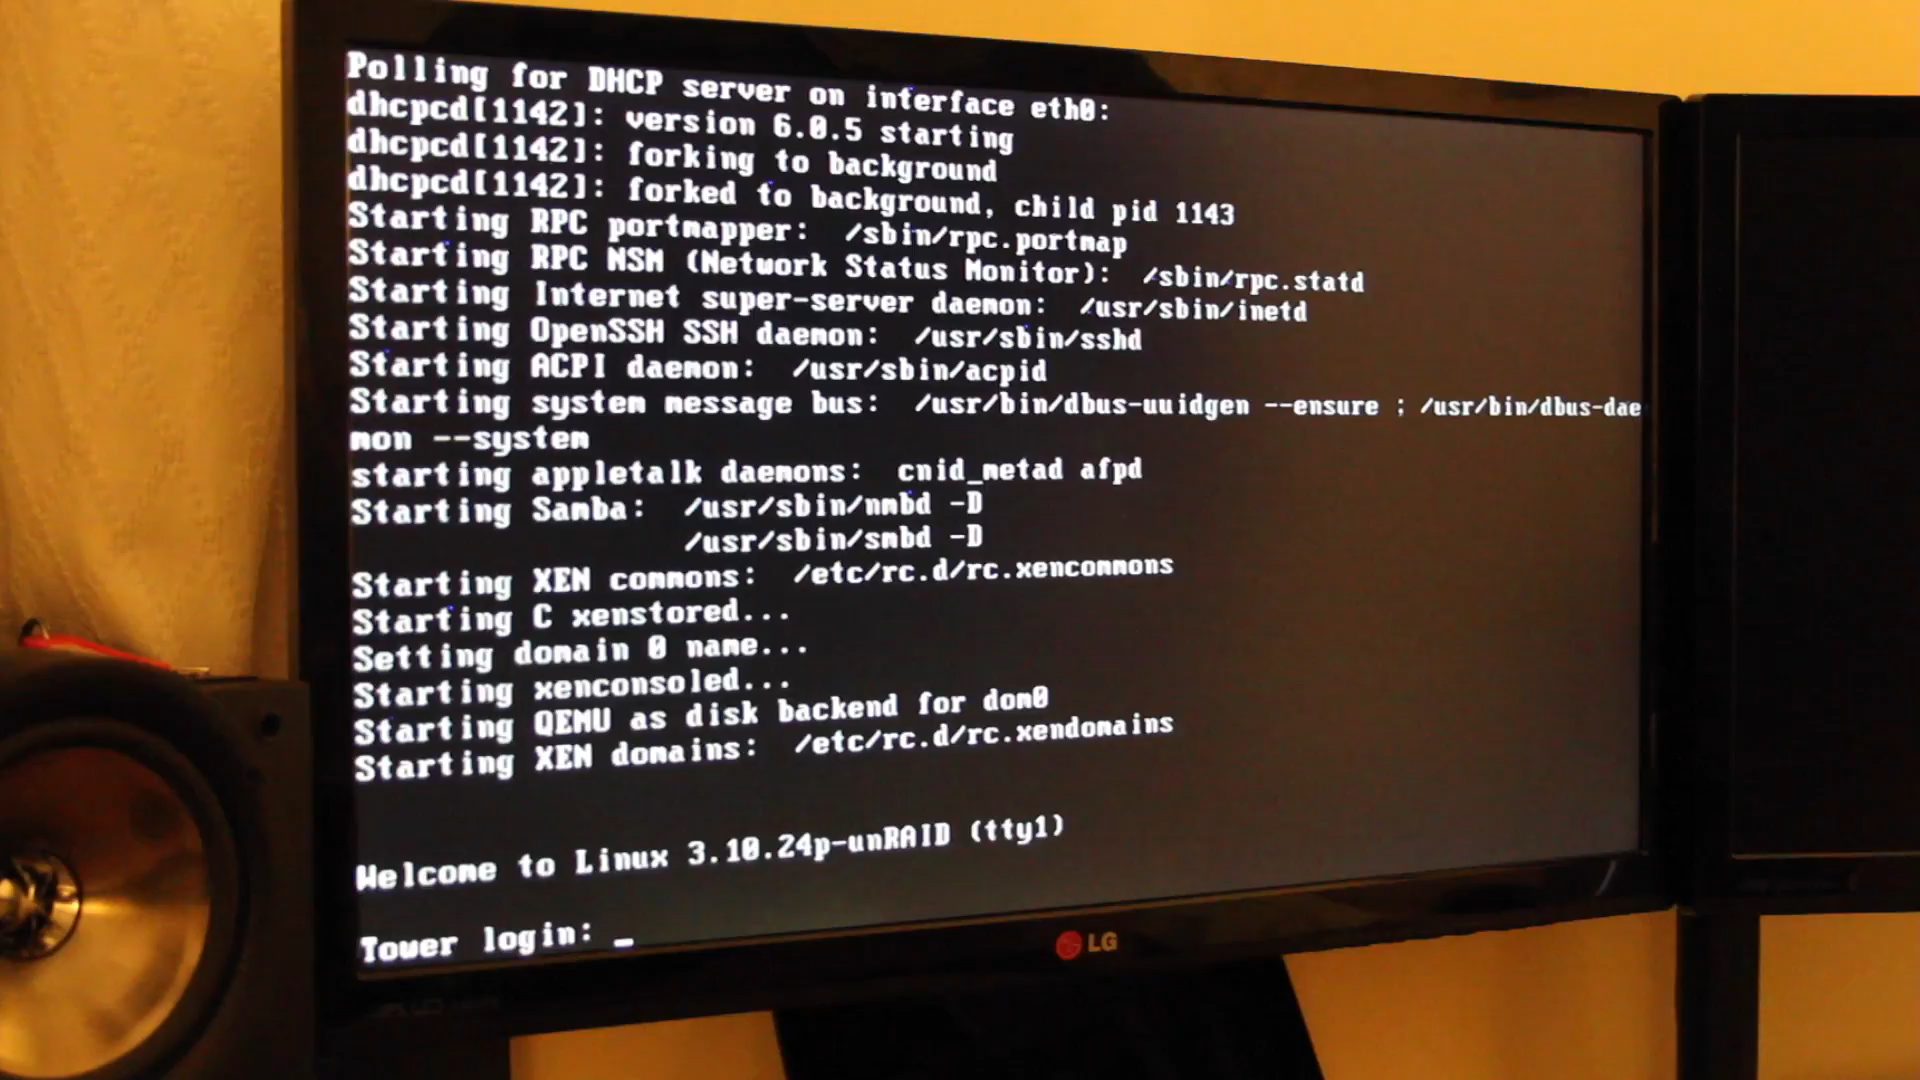 Polling for DHCP server on interface eth0:
dhcpcd[1142]: version 6.0.5 starting
dhcpcd[1142]: forking to background
dhcpcd[1142]: forked to background, child pid 1143
Starting RPC portmapper:  /sbin/rpc.portmap
Starting RPC NSM (Network Status Monitor):  /sbin/rpc.statd
Starting Internet super-server daemon:  /usr/sbin/inetd
Starting OpenSSH SSH daemon:  /usr/sbin/sshd
Starting ACPI daemon:  /usr/sbin/acpid
Starting system message bus:  /usr/bin/dbus-uuidgen --ensure ; /usr/bin/dbus-dae
mon --system
starting appletalk daemons:  cnid_metad afpd
Starting Samba:  /usr/sbin/nmbd -D
/usr/sbin/smbd -D
Starting XEN commons:  /etc/rc.d/rc.xencommons
Starting C xenstored...
Setting domain 0 name...
Starting xenconsoled...
Starting QEMU as disk backend for dom0
Starting XEN domains:  /etc/rc.d/rc.xendomains
Welcome to Linux 3.10.24p-unRAID (tty1)
Tower login: _
LG